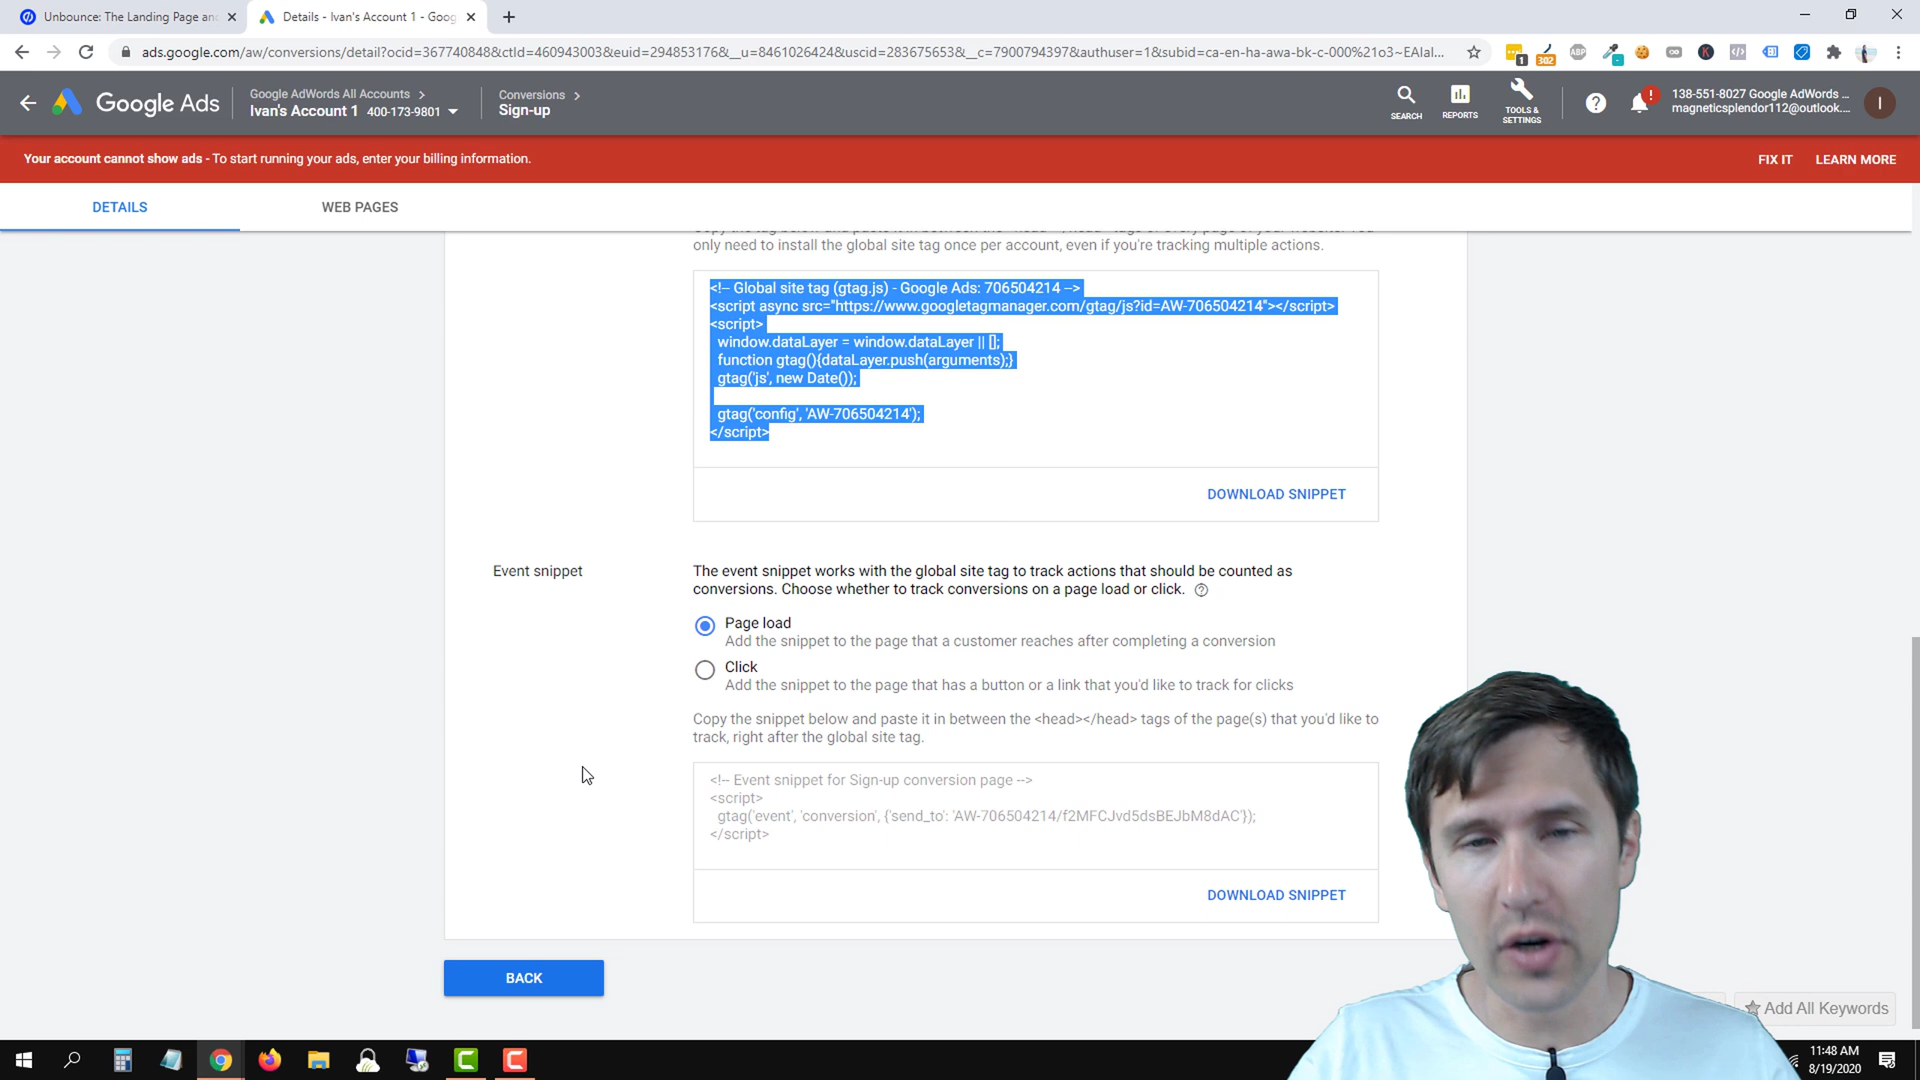 Unbounce: The Landing Page an
Details - Ivan's Account 1 - Goog
ads.google.com/aw/conversions/detail?ocid=367740848&ctId=460943003&euid=294853176&__u=8461026424&uscid=283675653&__c=7900794397&authuser=1&subid=ca-en-ha-awa-bk-c-000%21o3~EAIaI...
1
302
ABP
Google Ads
Google AdWords All Accounts >
Ivan's Account 1 400-173-9801
Conversions >
Sign-up
SEARCH
REPORTS
TOOLS &
SETTINGS
138-551-8027 Google AdWords ...
magneticsplendor112@outlook....
I
Your account cannot show ads - To start running your ads, enter your billing information.
FIX IT
LEARN MORE
DETAILS
WEB PAGES
only need to install the global site tag once per account, even if you're tracking multiple actions.
<!-- Global site tag (gtag.js) - Google Ads: 706504214 -->
<script async src="https://www.googletagmanager.com/gtag/js?id=AW-706504214"></script>
<script>
window.dataLayer = window.dataLayer || [];
function gtag(){dataLayer.push(arguments);}
gtag('js', new Date());
gtag('config', 'AW-706504214');
</script>
DOWNLOAD SNIPPET
Event snippet
The event snippet works with the global site tag to track actions that should be counted as
conversions. Choose whether to track conversions on a page load or click.
Page load
Add the snippet to the page that a customer reaches after completing a conversion
Click
Add the snippet to the page that has a button or a link that you'd like to track for clicks
Copy the snippet below and paste it in between the <head></head> tags of the page(s) that you'd like to
track, right after the global site tag.
<!-- Event snippet for Sign-up conversion page -->
<script>
gtag('event', 'conversion', {'send_to': 'AW-706504214/f2MFCJvd5dsBEJbM8dAC'});
</script>
DOWNLOAD SNIPPET
BACK
Add All Keywords
11:48 AM
8/19/2020